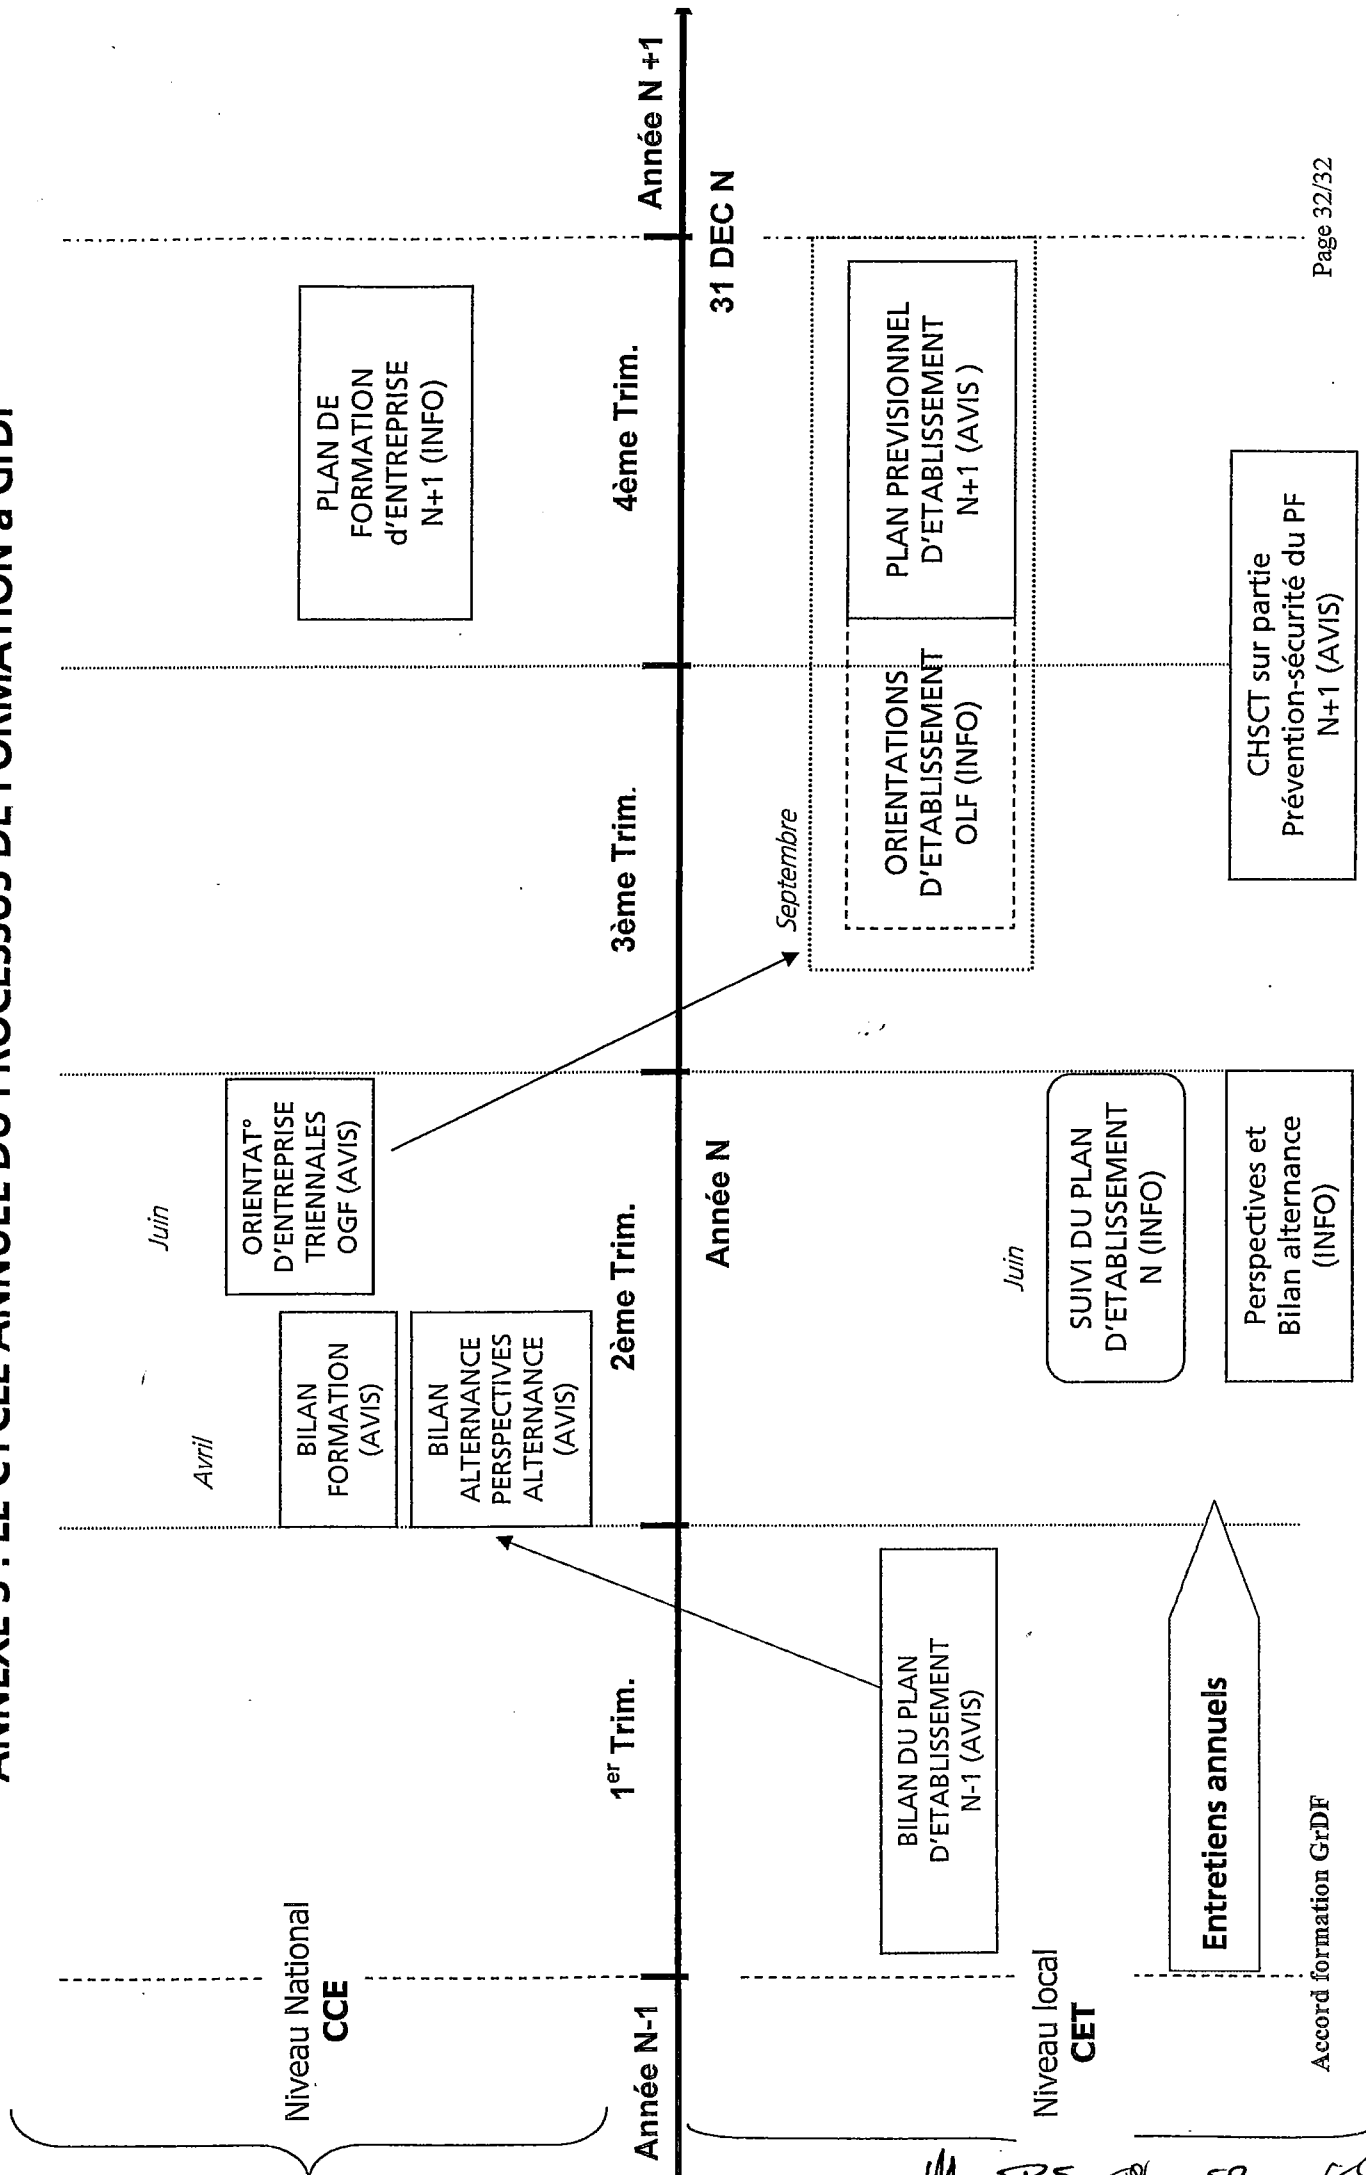 ANNEXE 3 : LE CYCLE ANNUEL DU PROCESSUS DE FORMATION à GrDF
Niveau National
CCE
Avril
Juin
BILAN
FORMATION
(AVIS)
BILAN
ALTERNANCE
PERSPECTIVES
ALTERNANCE
(AVIS)
ORIENTAT°
D'ENTREPRISE
TRIENNALES
OGF (AVIS)
PLAN DE
FORMATION
d'ENTREPRISE
N+1 (INFO)
Année N-1
1er Trim.
2ème Trim.
3ème Trim.
4ème Trim.
Année N +1
Année N
31 DEC N
Niveau local
CET
BILAN DU PLAN
D'ETABLISSEMENT
N-1 (AVIS)
Entretiens annuels
Juin
SUIVI DU PLAN
D'ETABLISSEMENT
N (INFO)
Perspectives et
Bilan alternance
(INFO)
Septembre
ORIENTATIONS
D'ETABLISSEMENT
OLF (INFO)
PLAN PREVISIONNEL
D'ETABLISSEMENT
N+1 (AVIS )
CHSCT sur partie
Prévention-sécurité du PF
N+1 (AVIS)
Accord formation GrDF
Page 32/32